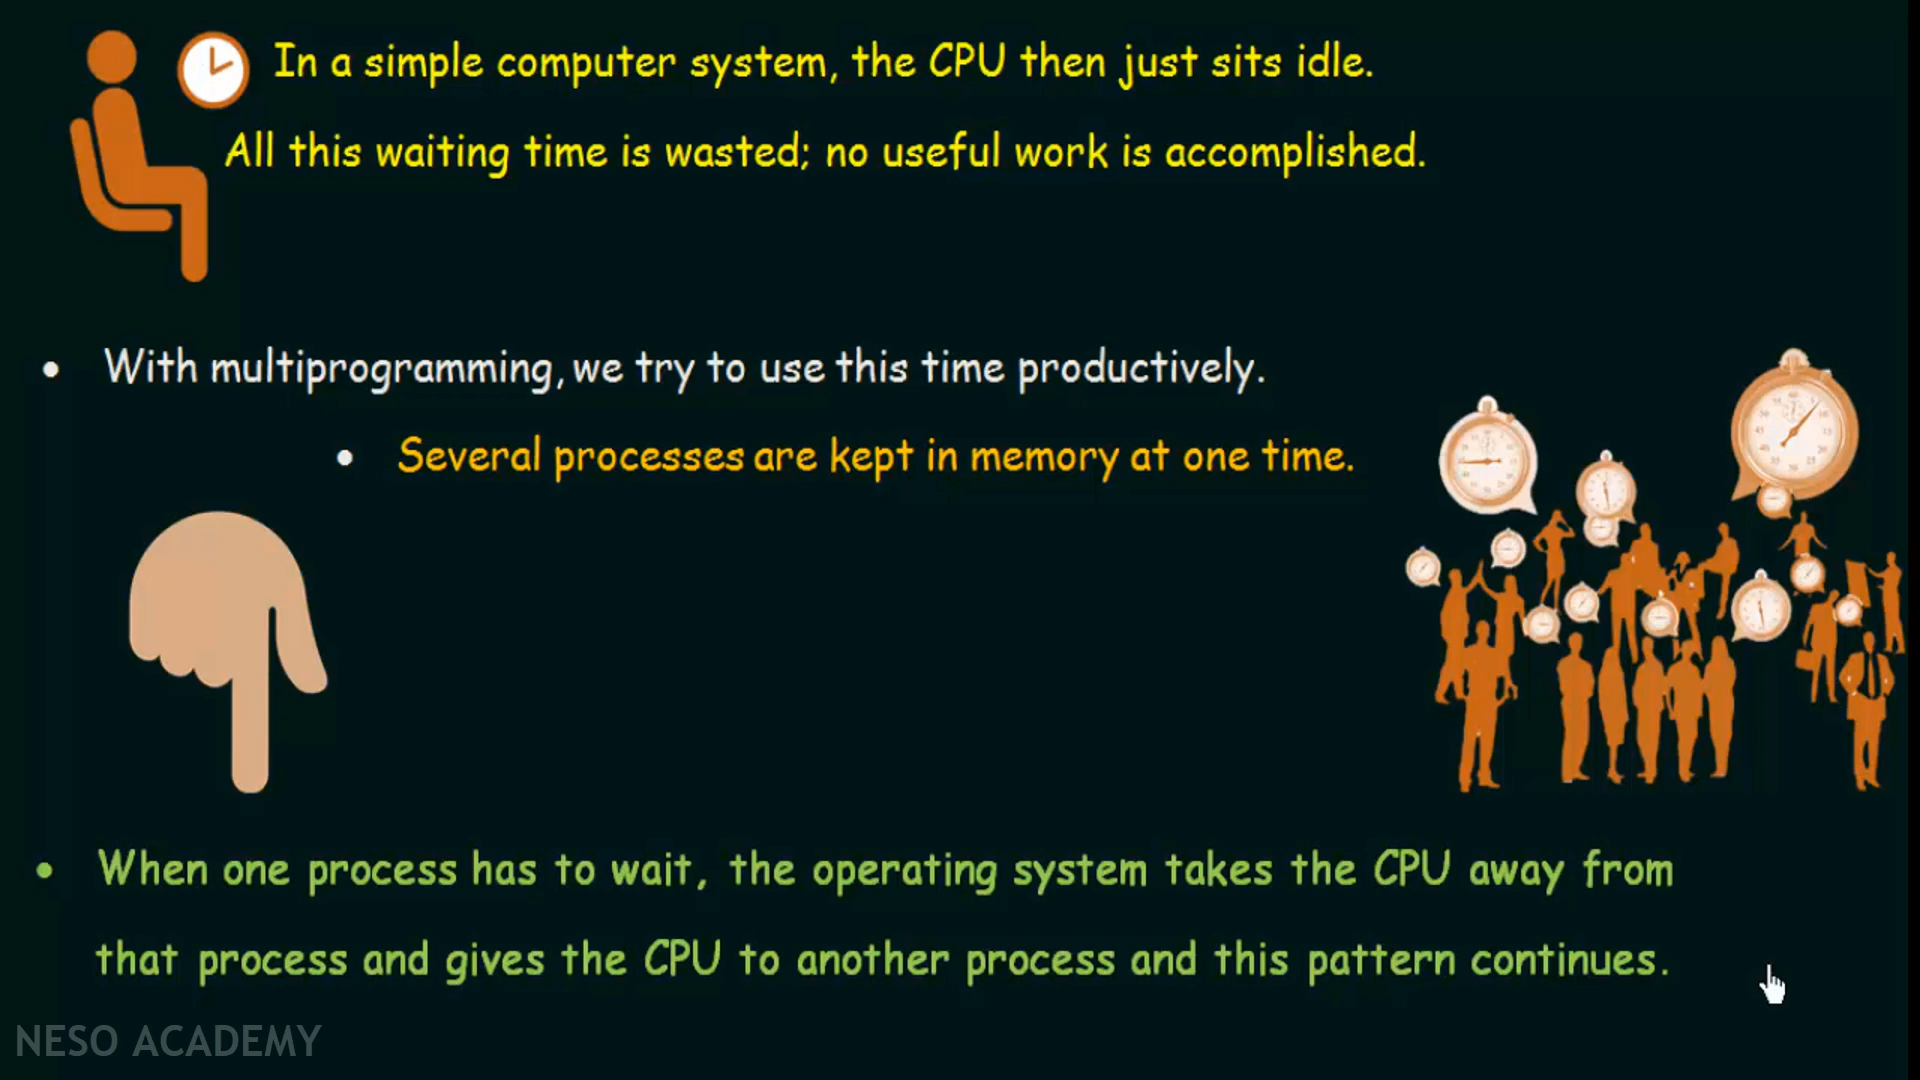 In a simple computer system, the CPU then just sits idle.
All this waiting time is wasted; no useful work is accomplished.
• With multiprogramming, we try to use this time productively.
• Several processes are kept in memory at one time.
• When one process has to wait, the operating system takes the CPU away from
that process and gives the CPU to another process and this pattern continues.
NESO ACADEMY